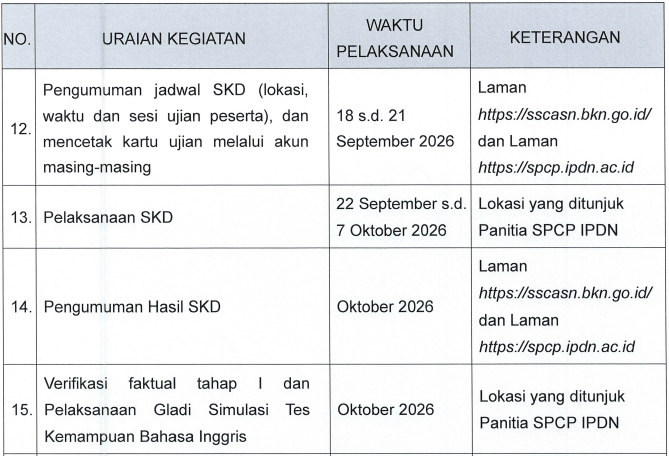 NO.
URAIAN KEGIATAN
WAKTU
PELAKSANAAN
KETERANGAN
12.
Pengumuman jadwal SKD (lokasi,
waktu dan sesi ujian peserta), dan
mencetak kartu ujian melalui akun
masing-masing
18 s.d. 21
September 2026
Laman
https://sscasn.bkn.go.id/
dan Laman
https://spcp.ipdn.ac.id
13.
Pelaksanaan SKD
22 September s.d.
7 Oktober 2026
Lokasi yang ditunjuk
Panitia SPCP IPDN
14.
Pengumuman Hasil SKD
Oktober 2026
Laman
https://sscasn.bkn.go.id/
dan Laman
https://spcp.ipdn.ac.id
15.
Verifikasi faktual tahap I dan
Pelaksanaan Gladi Simulasi Tes
Kemampuan Bahasa Inggris
Oktober 2026
Lokasi yang ditunjuk
Panitia SPCP IPDN